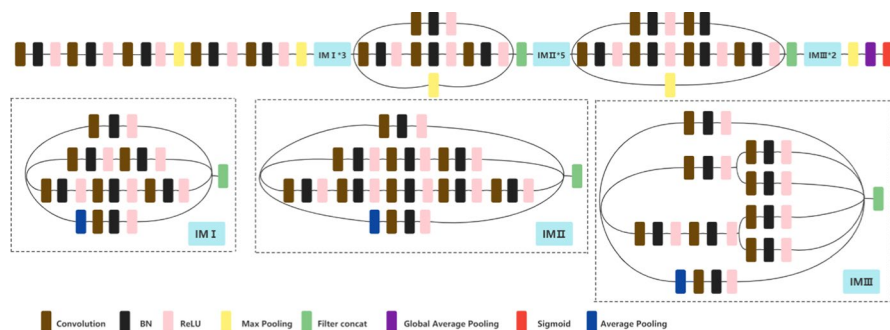 IM I *3
IMII*5
IMIII*2
IM I
IMII
IMIII
Convolution BN ReLU Max Pooling Filter concat Global Average Pooling Sigmoid Average Pooling